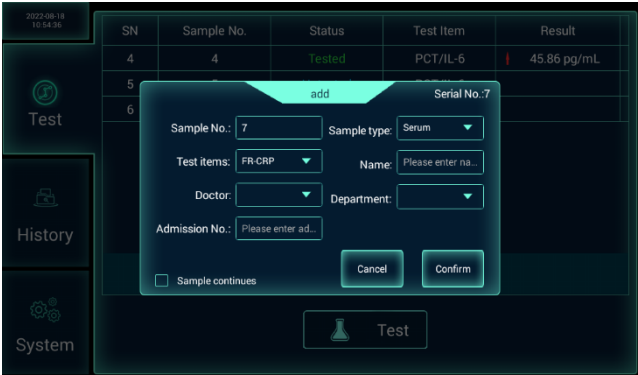 2022-08-18
10:54:36
SN Sample No. Status Test Item Result
4 4 Tested PCT/IL-6 45.86 pg/mL
5
6
add Serial No.:7
Sample No.: 7 Sample type: Serum
Test items: FR-CRP Name: Please enter na...
Doctor: Department:
Admission No.: Please enter ad...
Sample continues Cancel Confirm
Test
History
System
Test